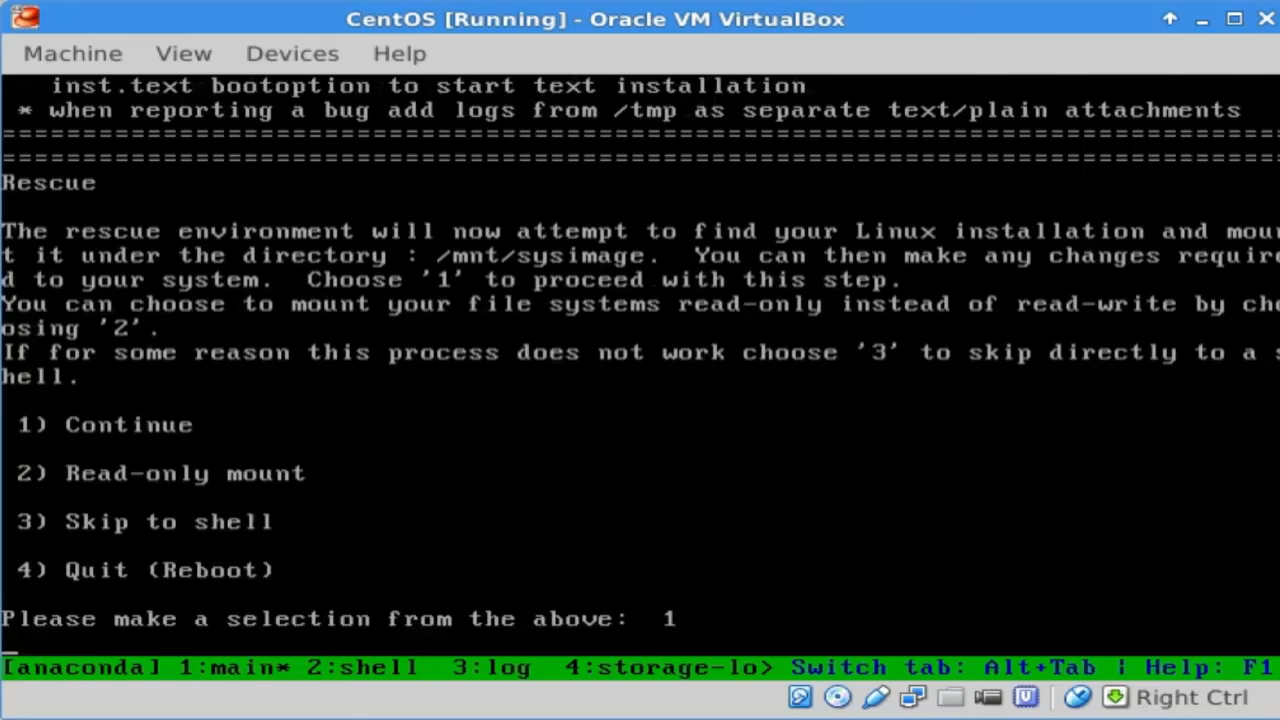 CentOS [Running] - Oracle VM VirtualBox
Machine View Devices Help
inst.text bootoption to start text installation
* when reporting a bug add logs from /tmp as separate text/plain attachments
================================================================================
================================================================================
Rescue
The rescue environment will now attempt to find your Linux installation and moun
t it under the directory : /mnt/sysimage.  You can then make any changes require
d to your system.  Choose '1' to proceed with this step.
You can choose to mount your file systems read-only instead of read-write by cho
osing '2'.
If for some reason this process does not work choose '3' to skip directly to a s
hell.
1) Continue
2) Read-only mount
3) Skip to shell
4) Quit (Reboot)
Please make a selection from the above:  1
[anaconda] 1:main* 2:shell  3:log  4:storage-lo> Switch tab: Alt+Tab | Help: F1
Right Ctrl